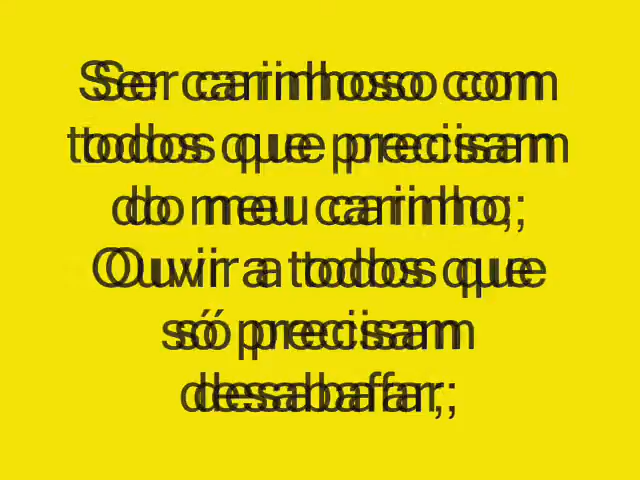 Ser carinhoso com
todos que precisam
do meu carinho;
Ouvir a todos que
só precisam
desabafar;